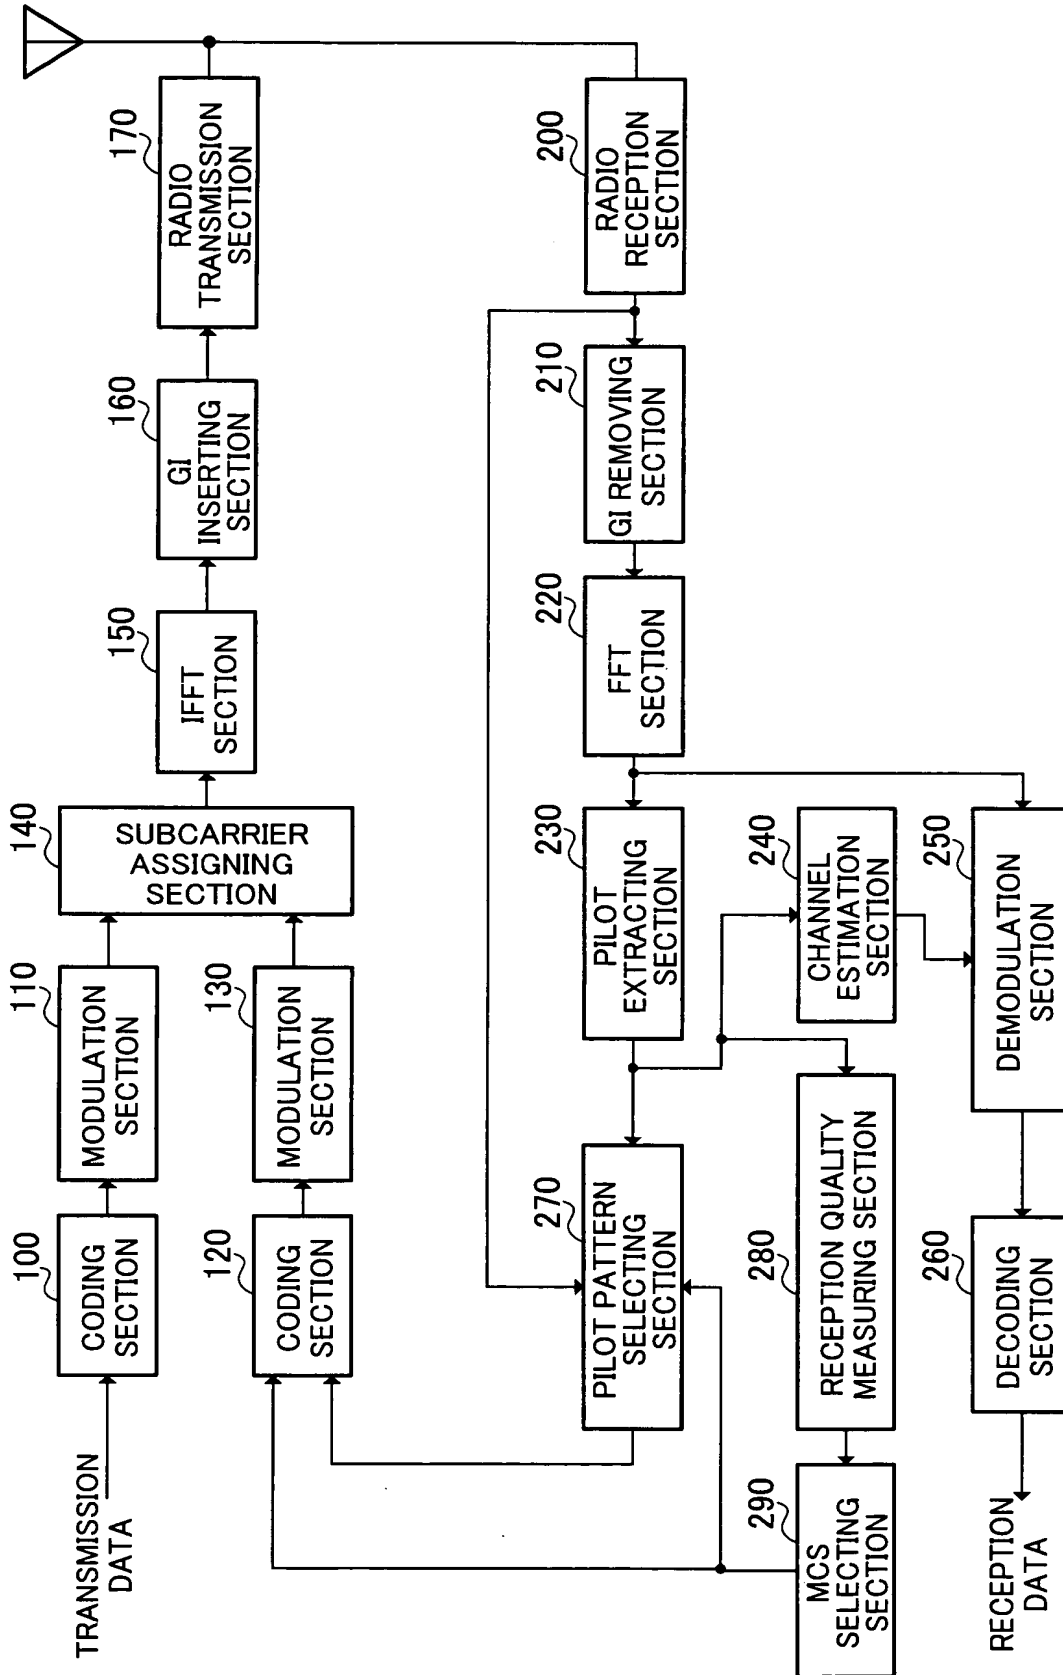 TRANSMISSION
DATA
100
CODING
SECTION
110
MODULATION
SECTION
120
CODING
SECTION
130
MODULATION
SECTION
140
SUBCARRIER
ASSIGNING
SECTION
150
IFFT
SECTION
160
GI
INSERTING
SECTION
170
RADIO
TRANSMISSION
SECTION
200
RADIO
RECEPTION
SECTION
210
GI REMOVING
SECTION
220
FFT
SECTION
230
PILOT
EXTRACTING
SECTION
240
CHANNEL
ESTIMATION
SECTION
250
DEMODULATION
SECTION
260
DECODING
SECTION
RECEPTION
DATA
270
PILOT PATTERN
SELECTING
SECTION
280
RECEPTION QUALITY
MEASURING SECTION
290
MCS
SELECTING
SECTION